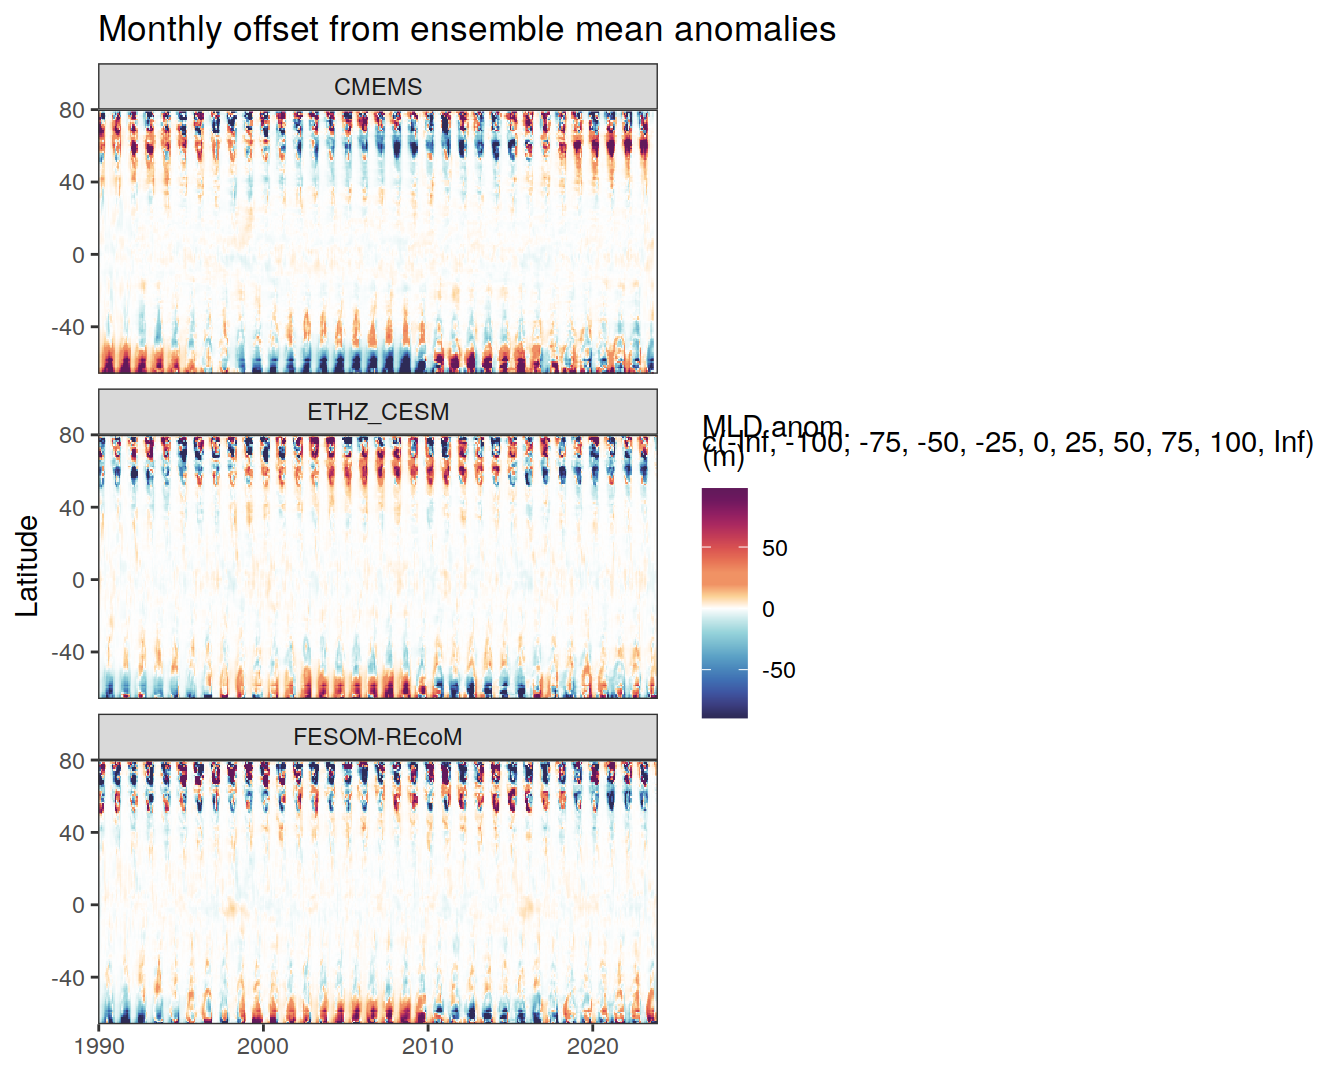 Monthly offset from ensemble mean anomalies
CMEMS
80
40
0
-40
ETHZ_CESM
80
40
0
-40
FESOM-REcoM
80
40
0
-40
1990 2000 2010 2020
Latitude
MLD anom.
c(-Inf, -100, -75, -50, -25, 0, 25, 50, 75, 100, Inf)
(m)
50
0
-50